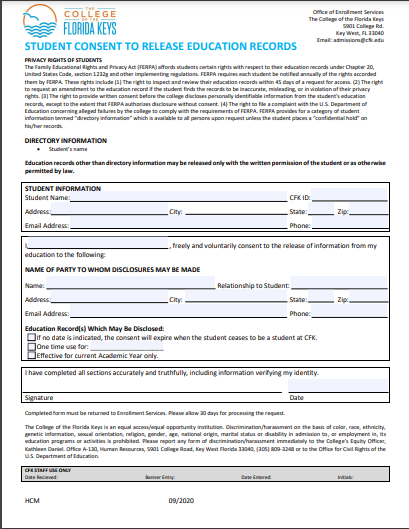 THE
COLLEGE
OF THE
FLORIDA KEYS
Office of Enrollment Services
The College of the Florida Keys
5901 College Rd.
Key West, FL 33040
Email: admissions@cfk.edu
STUDENT CONSENT TO RELEASE EDUCATION RECORDS
PRIVACY RIGHTS OF STUDENTS
The Family Educational Rights and Privacy Act (FERPA) affords students certain rights with respect to their education records under Chapter 20,
United States Code, section 1232g and other implementing regulations. FERPA requires each student be notified annually of the rights accorded
them by FERPA. These rights include (1) The right to inspect and review their education records within 45 days of a request for access. (2) The right
to request an amendment to the education record if the student finds the records to be inaccurate, misleading, or in violation of their privacy
rights. (3) The right to provide written consent before the college discloses personally identifiable information from the student's education
records, except to the extent that FERPA authorizes disclosure without consent. (4) The right to file a complaint with the U.S. Department of
Education concerning alleged failures by the college to comply with the requirements of FERPA. FERPA provides for a category of student
information termed "directory information" which is available to all persons upon request unless the student places a "confidential hold" on
his/her records.
DIRECTORY INFORMATION
• Student's name
Education records other than directory information may be released only with the written permission of the student or as otherwise
permitted by law.
STUDENT INFORMATION
Student Name: CFK ID:
Address: City: State: Zip:
Email Address: Phone:
I, , freely and voluntarily consent to the release of information from my
education to the following:
NAME OF PARTY TO WHOM DISCLOSURES MAY BE MADE
Name: Relationship to Student:
Address: City: State: Zip:
Email Address: Phone:
Education Record(s) Which May Be Disclosed:
If no date is indicated, the consent will expire when the student ceases to be a student at CFK.
One time use for:
Effective for current Academic Year only.
I have completed all sections accurately and truthfully, including information verifying my identity.
Signature Date
Completed form must be returned to Enrollment Services. Please allow 30 days for processing the request.
The College of the Florida Keys is an equal access/equal opportunity institution. Discrimination/harassment on the basis of color, race, ethnicity,
genetic information, sexual orientation, religion, gender, age, national origin, marital status or disability in admission to, or employment in, its
education programs or activities is prohibited. Please report any form of discrimination/harassment immediately to the College's Equity Officer,
Kathleen Daniel. Office A-130, Human Resources, 5901 College Road, Key West Florida 33040, (305) 809-3248 or to the Office for Civil Rights of the
U.S. Department of Education.
CFK STAFF USE ONLY
Date Recieved: Banner Entry: Date Entered: Initials:
HCM 09/2020